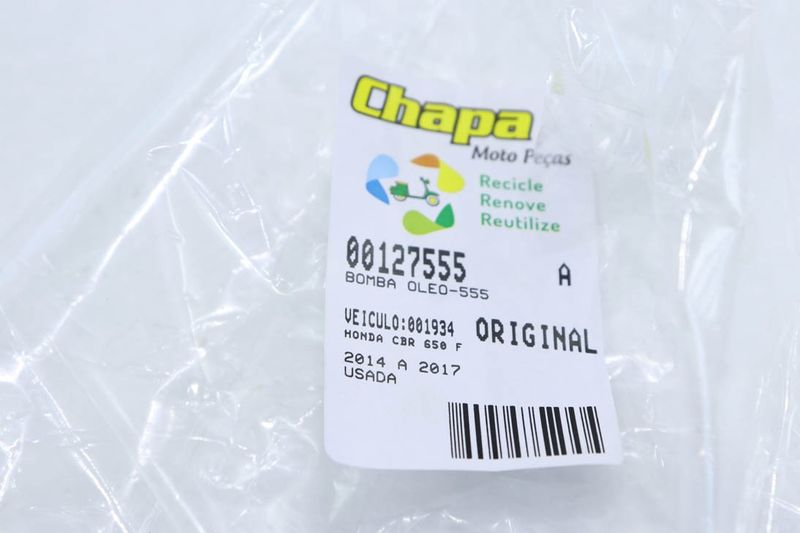 Chapa
Moto Peças
Recicle
Renove
Reutilize
00127555 A
BOMBA OLEO-555
VEICULO:001934 ORIGINAL
HONDA CBR 650 F
2014 A 2017
USADA